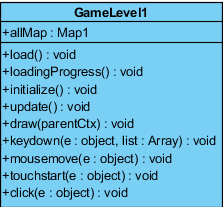 GameLevel1
+allMap : Map1
+load() : void
+loadingProgress() : void
+initialize() : void
+update() : void
+draw(parentCtx) : void
+keydown(e : object, list : Array) : void
+mousemove(e : object) : void
+touchstart(e : object) : void
+click(e : object) : void